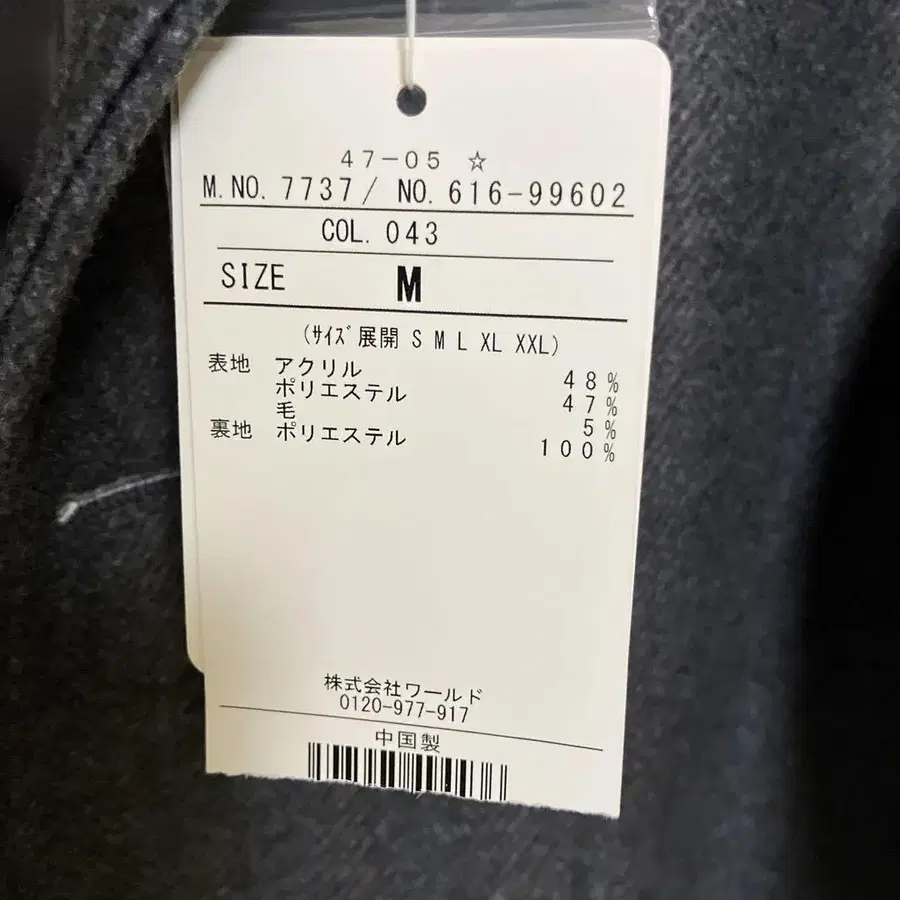 47-05 ☆
M.NO. 7737/ NO. 616-99602
COL. 043
SIZE M
(ｻｲｽﾞ展開 S M L XL XXL)
表地 アクリル 48%
ポリエステル 47%
毛 5%
裏地 ポリエステル 100%
株式会社ワールド
0120-977-917
中国製